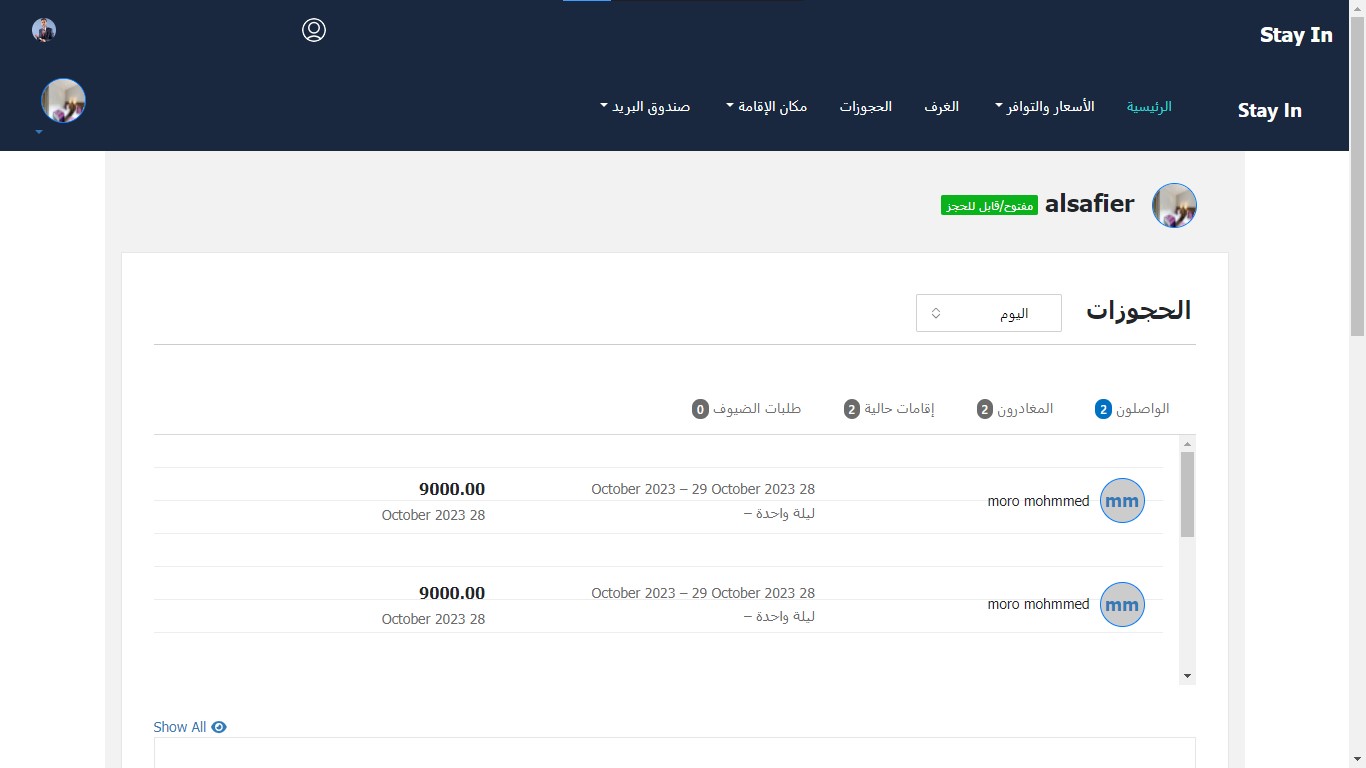 Stay In
Stay In
الرئيسية
الأسعار والتوافر
الغرف
الحجوزات
مكان الإقامة
صندوق البريد
alsafier
مفتوح/قابل للحجز
الحجوزات
اليوم
الواصلون 2
المغادرون 2
إقامات حالية 2
طلبات الضيوف 0
mm
moro mohmmed
October 2023 – 29 October 2023 28
ليلة واحدة –
9000.00
October 2023 28
mm
moro mohmmed
October 2023 – 29 October 2023 28
ليلة واحدة –
9000.00
October 2023 28
Show All